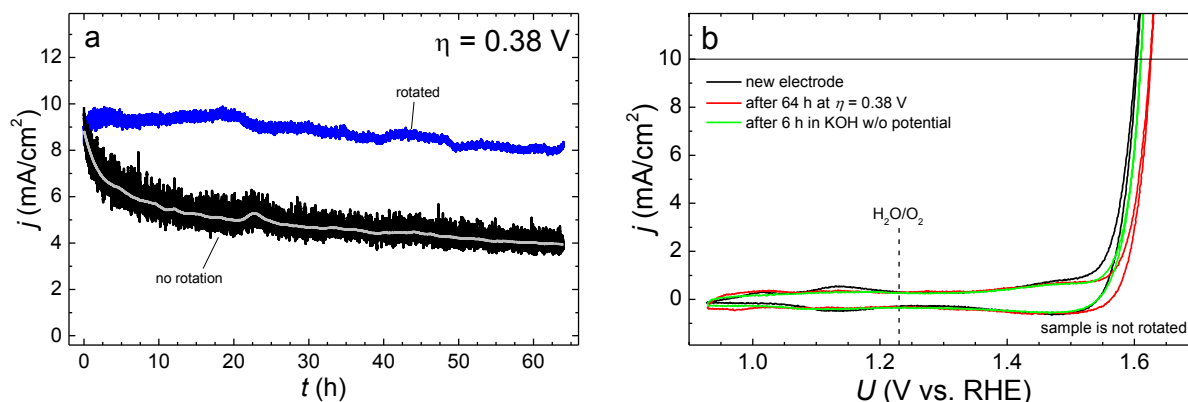 a
η = 0.38 V
rotated
no rotation
12
10
8
6
4
2
0
0
10
20
30
40
50
60
j (mA/cm²)
t (h)
b
new electrode
after 64 h at η = 0.38 V
after 6 h in KOH w/o potential
H₂O/O₂
sample is not rotated
10
8
6
4
2
0
1.0
1.2
1.4
1.6
j (mA/cm²)
U (V vs. RHE)